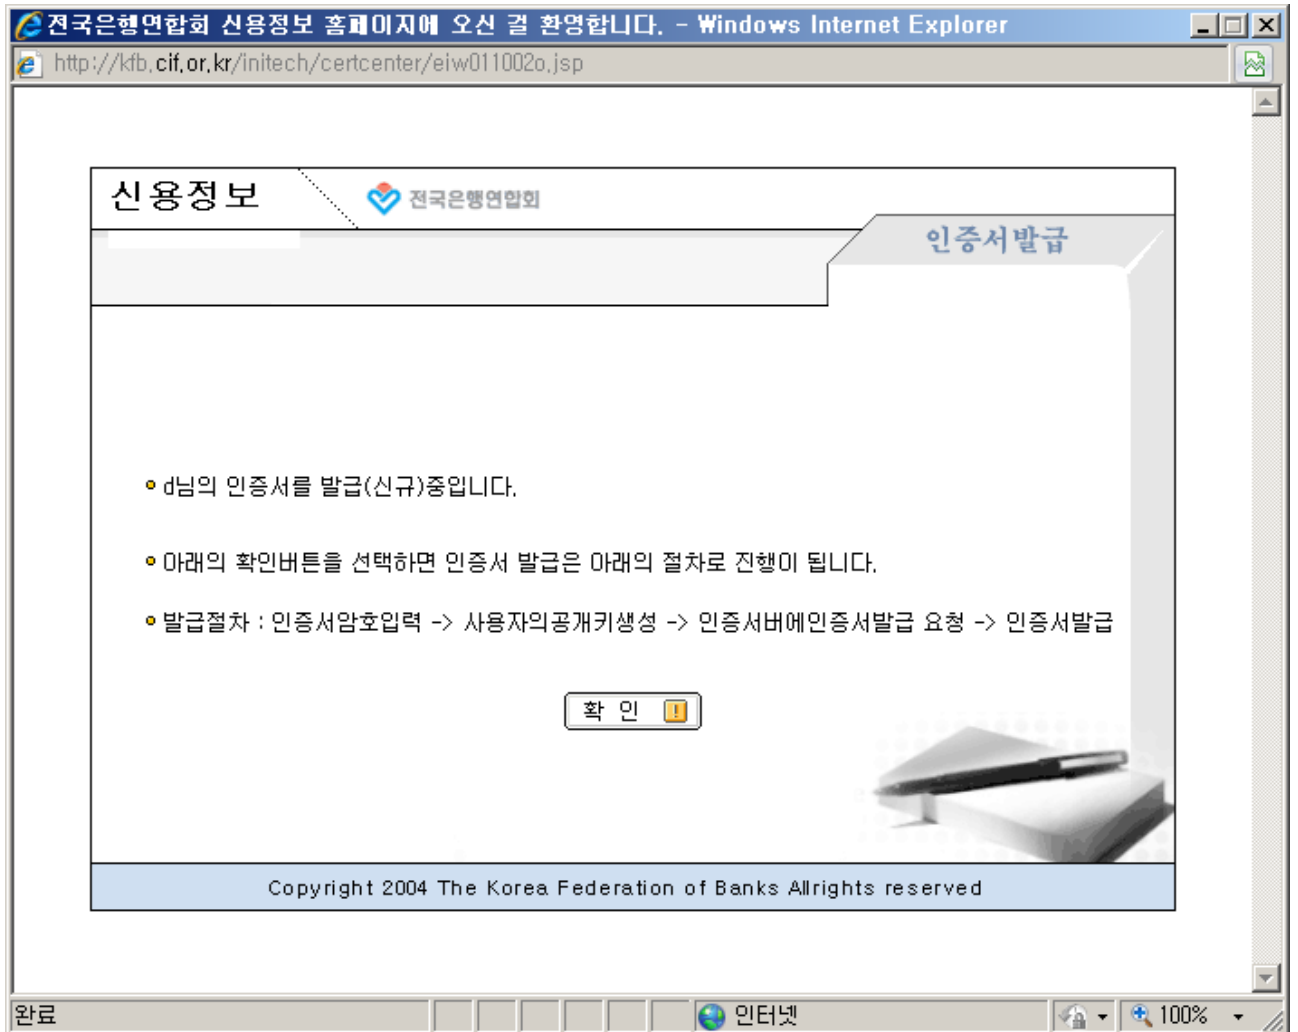 전국은행연합회 신용정보 홈페이지에 오신 걸 환영합니다. - Windows Internet Explorer
http://kfb.cif.or.kr/initech/certcenter/eiw011002o.jsp
신용정보
전국은행연합회
인증서발급
d님의 인증서를 발급(신규)중입니다.
아래의 확인버튼을 선택하면 인증서 발급은 아래의 절차로 진행이 됩니다.
발급절차 : 인증서암호입력 -> 사용자의공개키생성 -> 인증서버에인증서발급 요청 -> 인증서발급
확 인
Copyright 2004 The Korea Federation of Banks Allrights reserved
완료
인터넷
100%